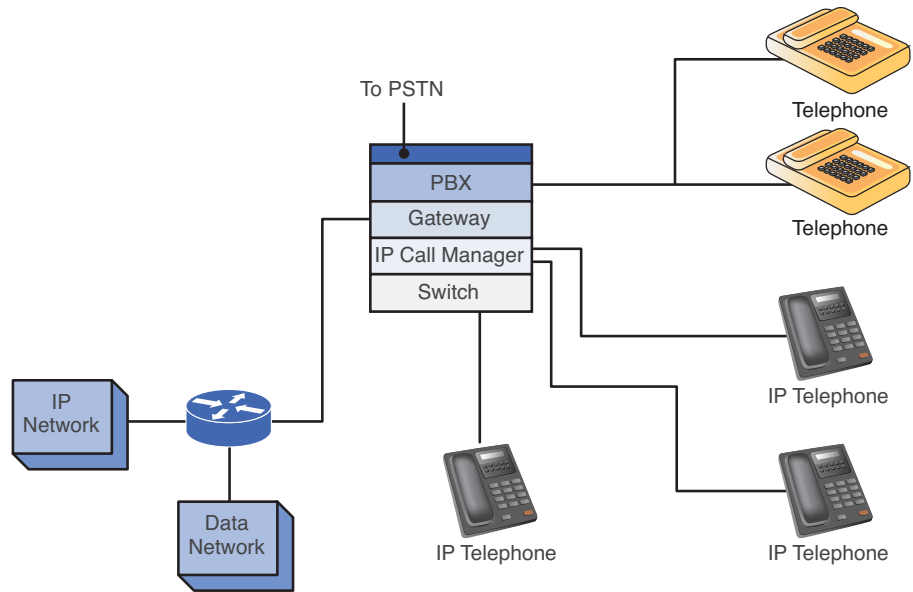 To PSTN
Telephone
PBX
Telephone
Gateway
IP Call Manager
Switch
IP Telephone
IP
Network
Data
Network
IP Telephone
IP Telephone